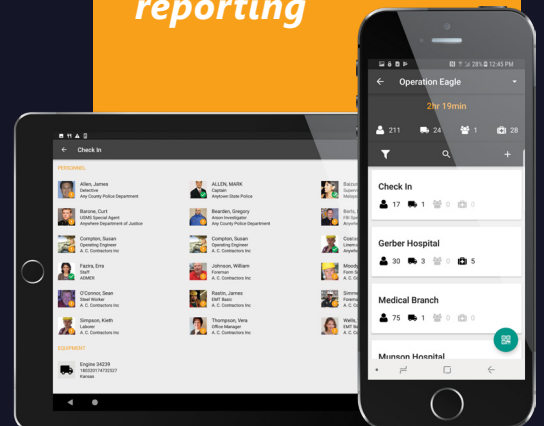 reporting
Check In
PERSONNEL
Allen, James
Detective
Any County Police Department
ALLEN, MARK
Captain
Anytown State Police
Barone, Curt
UEMS Special Agent
Anywhere Department of Justice
Bearden, Gregory
Arson Investigator
Any County Police Department
Compton, Susan
Operating Engineer
A. C. Contractors Inc
Compton, Susan
Operating Engineer
A. C. Contractors Inc
Fazira, Erra
Staff
ADMER
Johnson, William
Foreman
A. C. Contractors Inc
O'Connor, Sean
Steel Worker
A. C. Contractors Inc
Rastin, James
EMT Basic
A. C. Contractors Inc
Simpson, Kieth
Laborer
A. C. Contractors Inc
Thompson, Vera
Office Manager
A. C. Contractors Inc
EQUIPMENT
Engine 34239
Kansas
28% 12:45 PM
Operation Eagle
2hr 19min
211 24 1 28
Check In
17 1 0 0
Gerber Hospital
30 3 0 5
Medical Branch
75 1 0 0
Munson Hospital